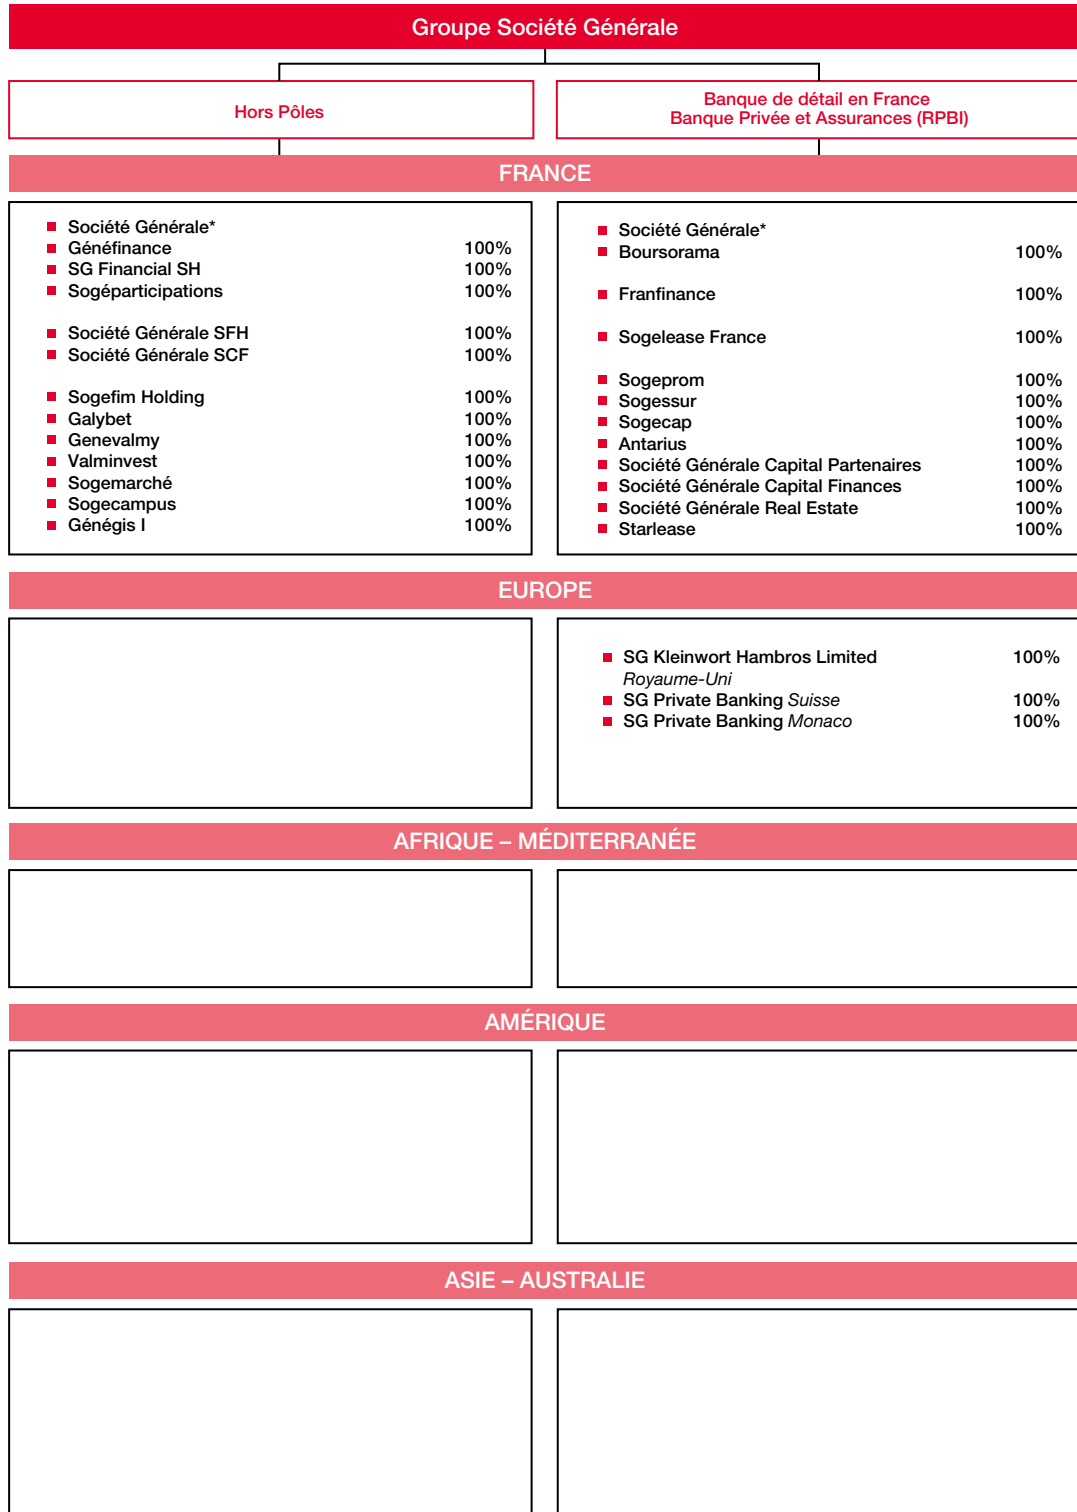 Groupe Société Générale
Hors Pôles
Banque de détail en France
Banque Privée et Assurances (RPBI)
FRANCE
Société Générale*
Généfinance 100%
SG Financial SH 100%
Sogéparticipations 100%
Société Générale SFH 100%
Société Générale SCF 100%
Sogefim Holding 100%
Galybet 100%
Genevalmy 100%
Valminvest 100%
Sogemarché 100%
Sogecampus 100%
Générgis I 100%
Société Générale*
Boursorama 100%
Franfinance 100%
Sogelease France 100%
Sogeprom 100%
Sogessur 100%
Sogecap 100%
Antarius 100%
Société Générale Capital Partenaires 100%
Société Générale Capital Finances 100%
Société Générale Real Estate 100%
Starlease 100%
EUROPE
SG Kleinwort Hambros Limited 100%
Royaume-Uni
SG Private Banking Suisse 100%
SG Private Banking Monaco 100%
AFRIQUE – MÉDITERRANÉE
AMÉRIQUE
ASIE – AUSTRALIE